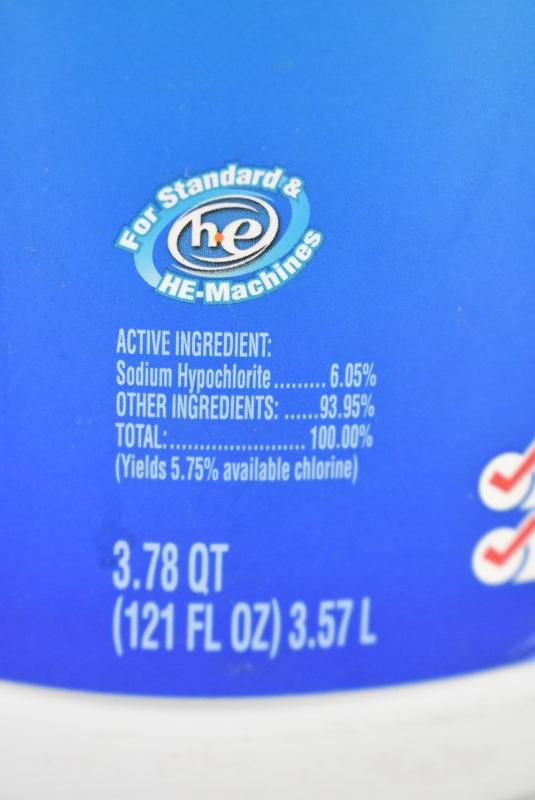 For Standard &
he
HE-Machines
ACTIVE INGREDIENT:
Sodium Hypochlorite......... 6.05%
OTHER INGREDIENTS: ......93.95%
TOTAL:........................ 100.00%
(Yields 5.75% available chlorine)
3.78 QT
(121 FL OZ) 3.57 L